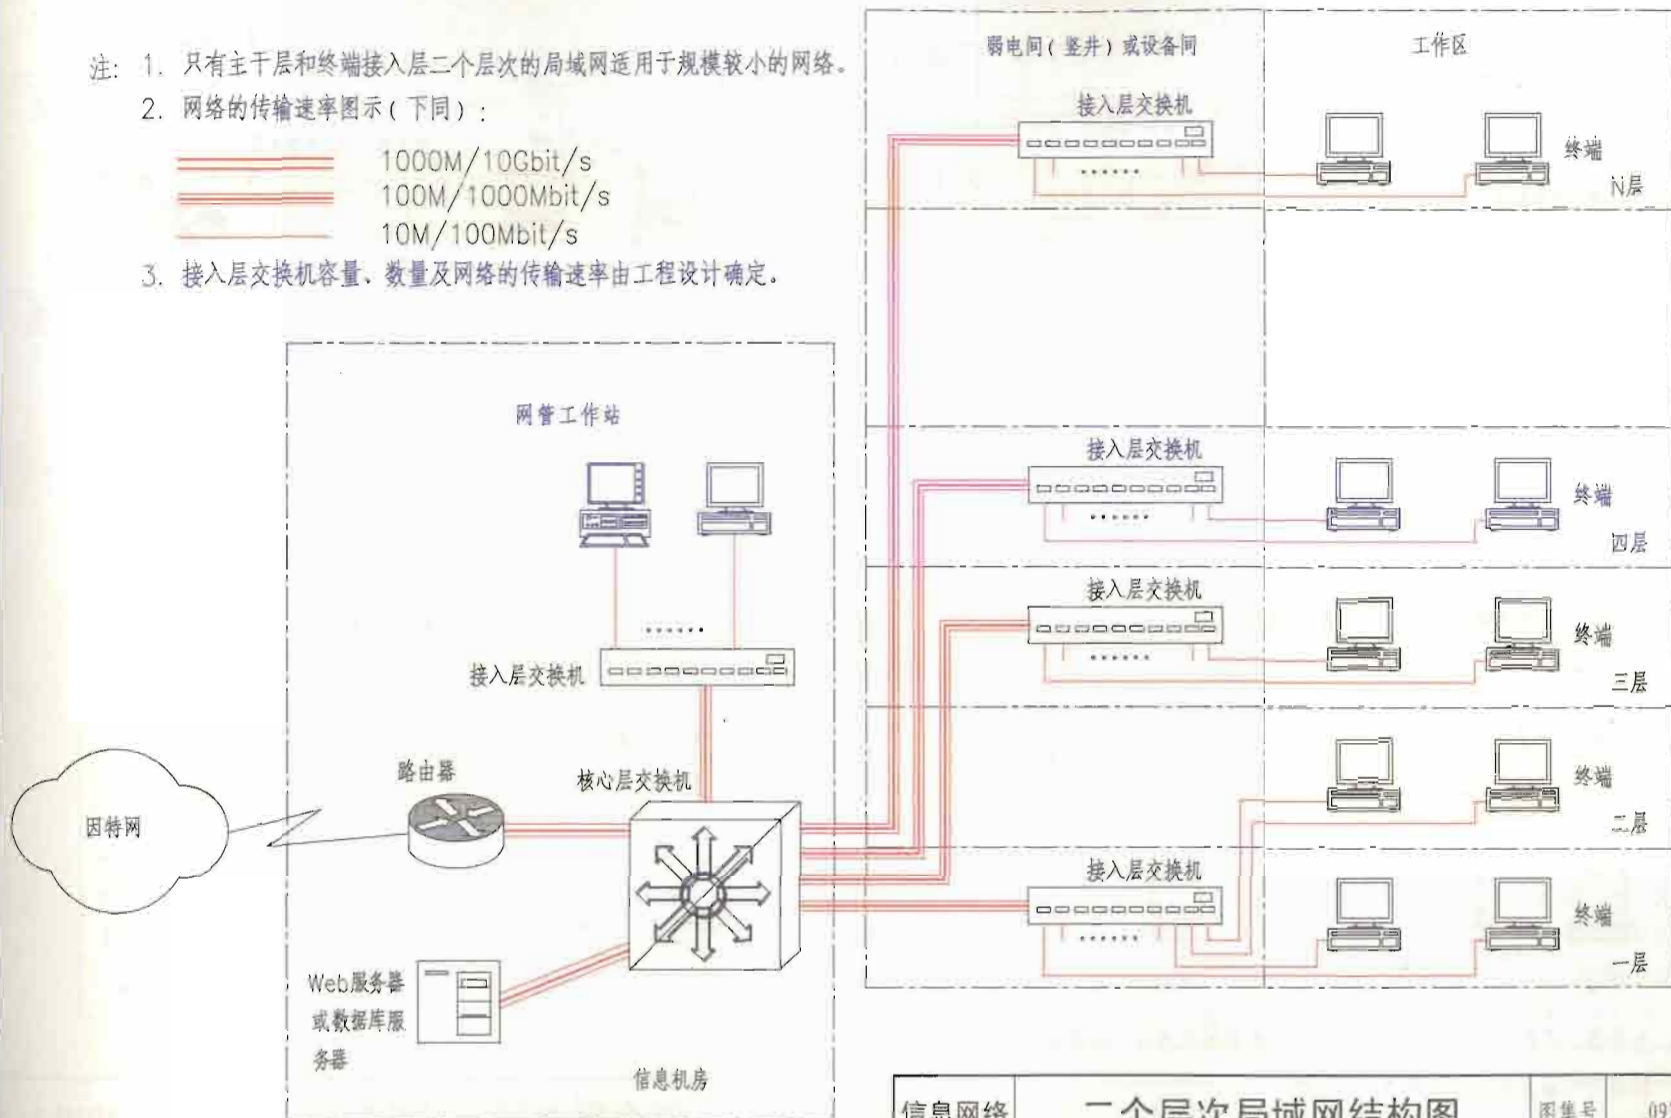 注: 1. 只有主干层和终端接入层二个层次的局域网适用于规模较小的网络。
2. 网络的传输速率图示(下同):
1000M/10Gbit/s
100M/1000Mbit/s
10M/100Mbit/s
3. 接入层交换机容量、数量及网络的传输速率由工程设计确定。
弱电间(竖井)或设备间
工作区
接入层交换机
终端
N层
接入层交换机
终端
四层
接入层交换机
终端
三层
终端
二层
接入层交换机
终端
一层
网管工作站
接入层交换机
路由器
核心层交换机
因特网
Web服务器
或数据库服
务器
信息机房
信息网络
二个层次局域网结构图
图集号